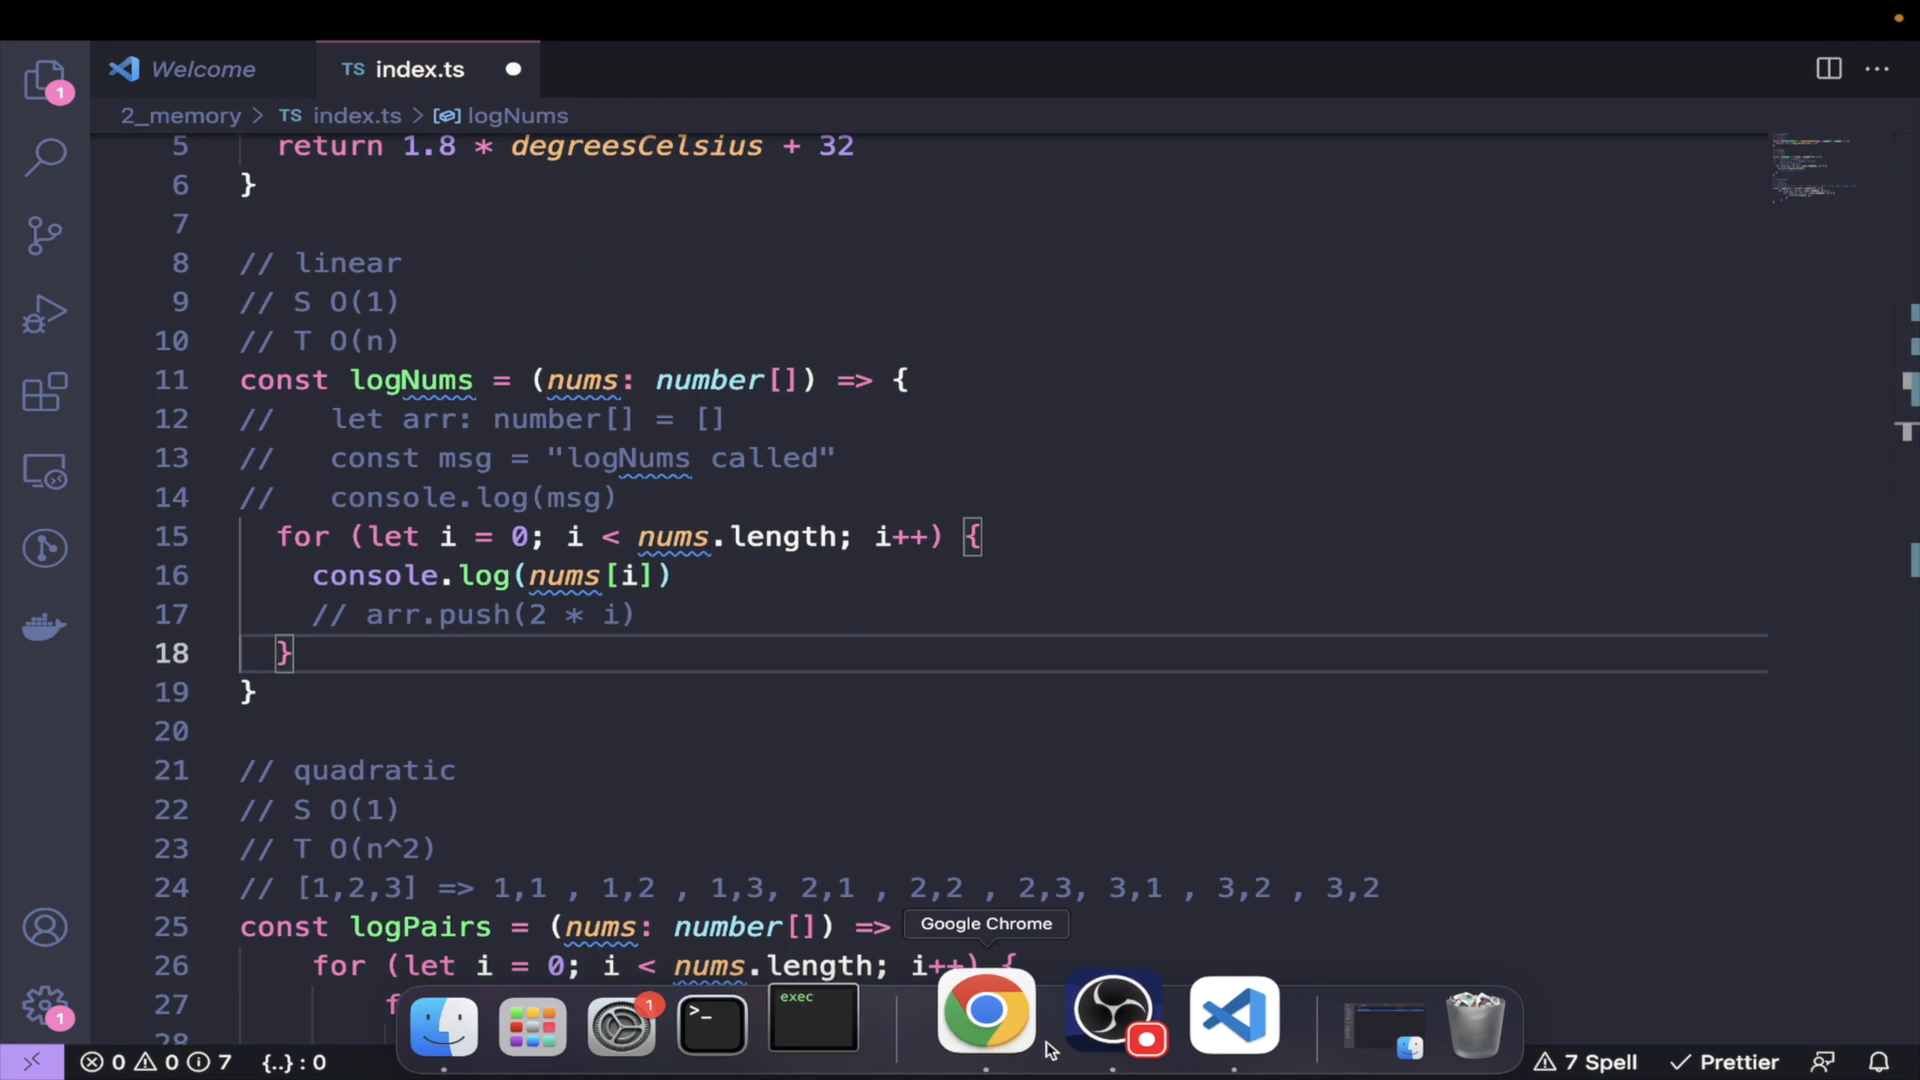 Welcome
TS index.ts
2_memory > TS index.ts > logNums
5 return 1.8 * degreesCelsius + 32
6 }
7
8 // linear
9 // S O(1)
10 // T O(n)
11 const logNums = (nums: number[]) => {
12 //   let arr: number[] = []
13 //   const msg = "logNums called"
14 //   console.log(msg)
15 for (let i = 0; i < nums.length; i++) {
16 console.log(nums[i])
17 // arr.push(2 * i)
18 }
19 }
20
21 // quadratic
22 // S O(1)
23 // T O(n^2)
24 // [1,2,3] => 1,1 , 1,2 , 1,3, 2,1 , 2,2 , 2,3, 3,1 , 3,2 , 3,2
25 const logPairs = (nums: number[]) =>
Google Chrome
26 for (let i = 0; i < nums.length; i++) {
27 f
28
1
1
1
exec
>_
0 0 7 {..} : 0
7 Spell
Prettier